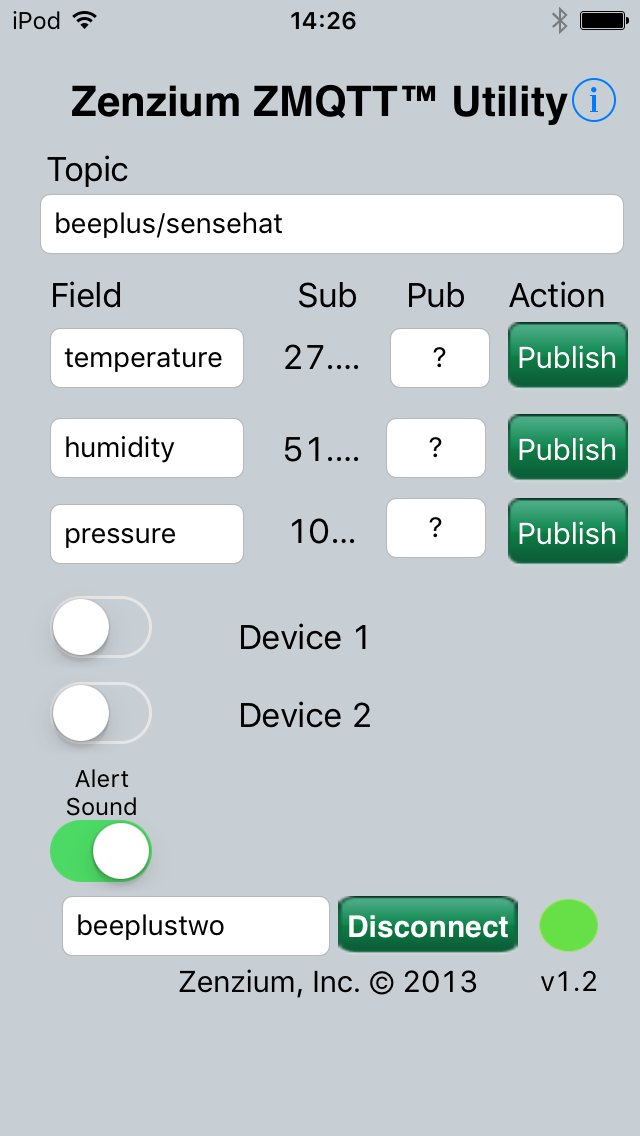 iPod 14:26
Zenzium ZMQTT™ Utility i
Topic
beeplus/sensehat
Field Sub Pub Action
temperature 27.... ? Publish
humidity 51.... ? Publish
pressure 10... ? Publish
Device 1
Device 2
Alert
Sound
beeplustwo Disconnect
Zenzium, Inc. © 2013 v1.2